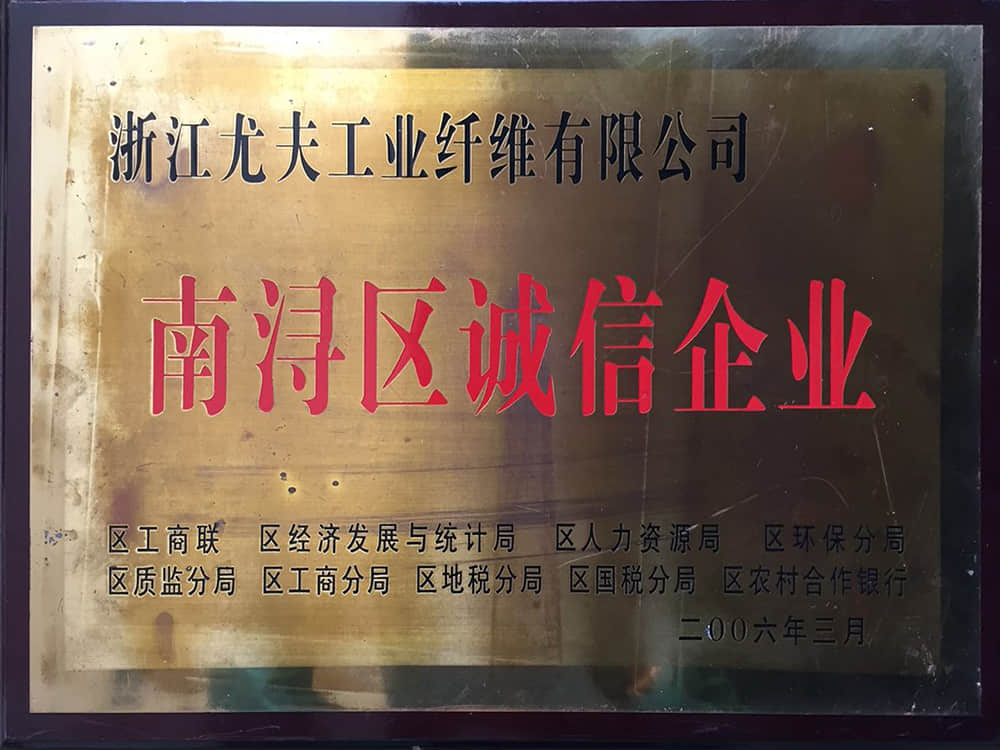 浙江尤夫工业纤维有限公司
南浔区诚信企业
区工商联 区经济发展与统计局 区人力资源局 区环保分局
区质监分局 区工商分局 区地税分局 区国税分局 区农村合作银行
二00六年三月